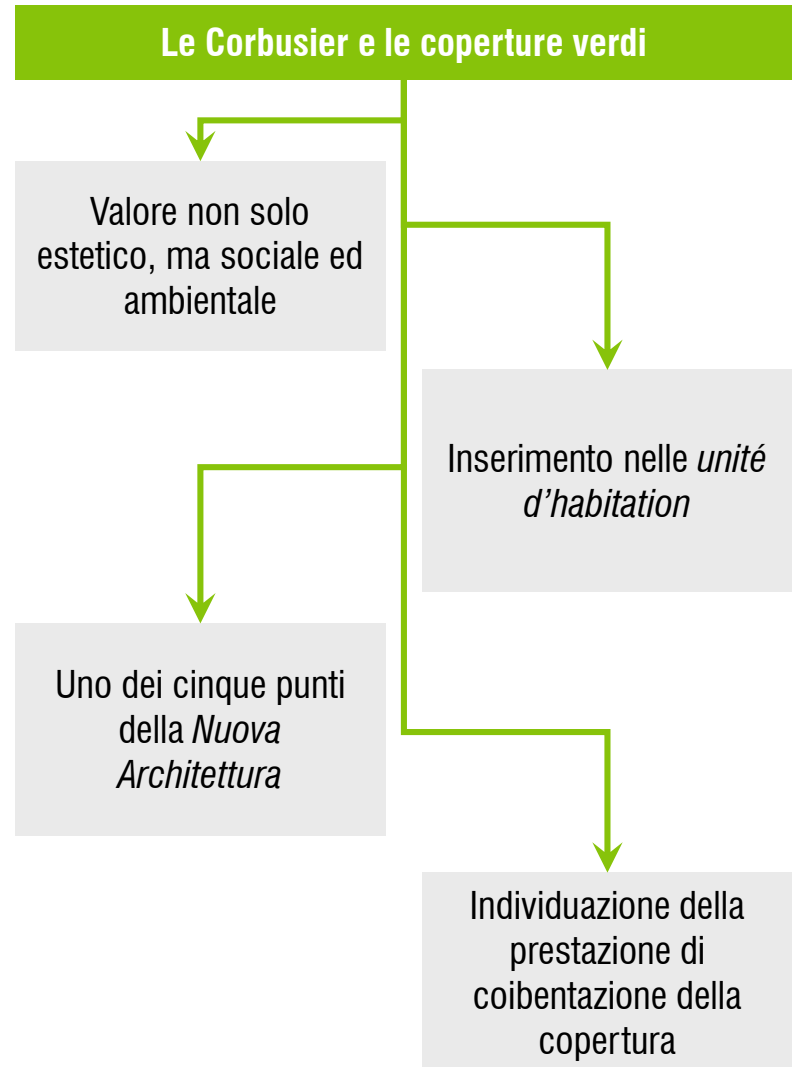 Le Corbusier e le coperture verdi
Valore non solo
estetico, ma sociale ed
ambientale
Inserimento nelle unité
d’habitation
Uno dei cinque punti
della Nuova
Architettura
Individuazione della
prestazione di
coibentazione della
copertura